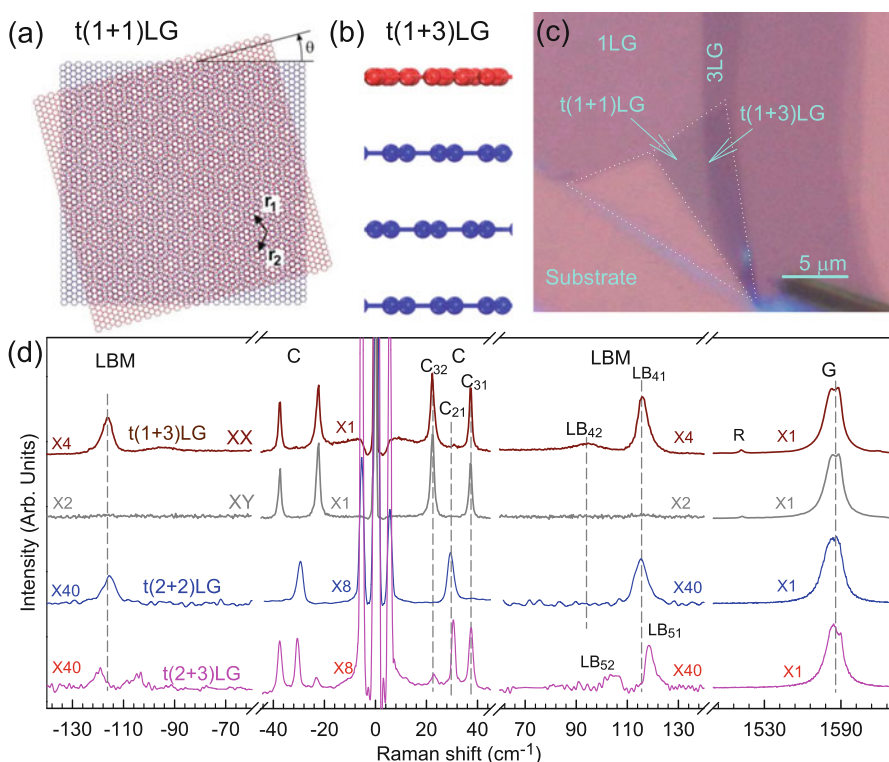 (a) t(1+1)LG
θ
r₁
r₂
(b) t(1+3)LG
(c)
1LG
3LG
t(1+1)LG
t(1+3)LG
Substrate
5 μm
(d)
LBM C C LBM G
C₃₂
C₃₁
C₂₁
LB₄₁
LB₄₂
R
X4 t(1+3)LG XX X1 X4 X1
X2 XY X1 X2 X1
X40 t(2+2)LG X8 X40 X1
LB₅₁
LB₅₂
X40 t(2+3)LG X8 X40 X1
Intensity (Arb. Units)
-130 -110 -90 -70 -40 -20 0 20 40 70 90 110 130 1530 1590
Raman shift (cm⁻¹)